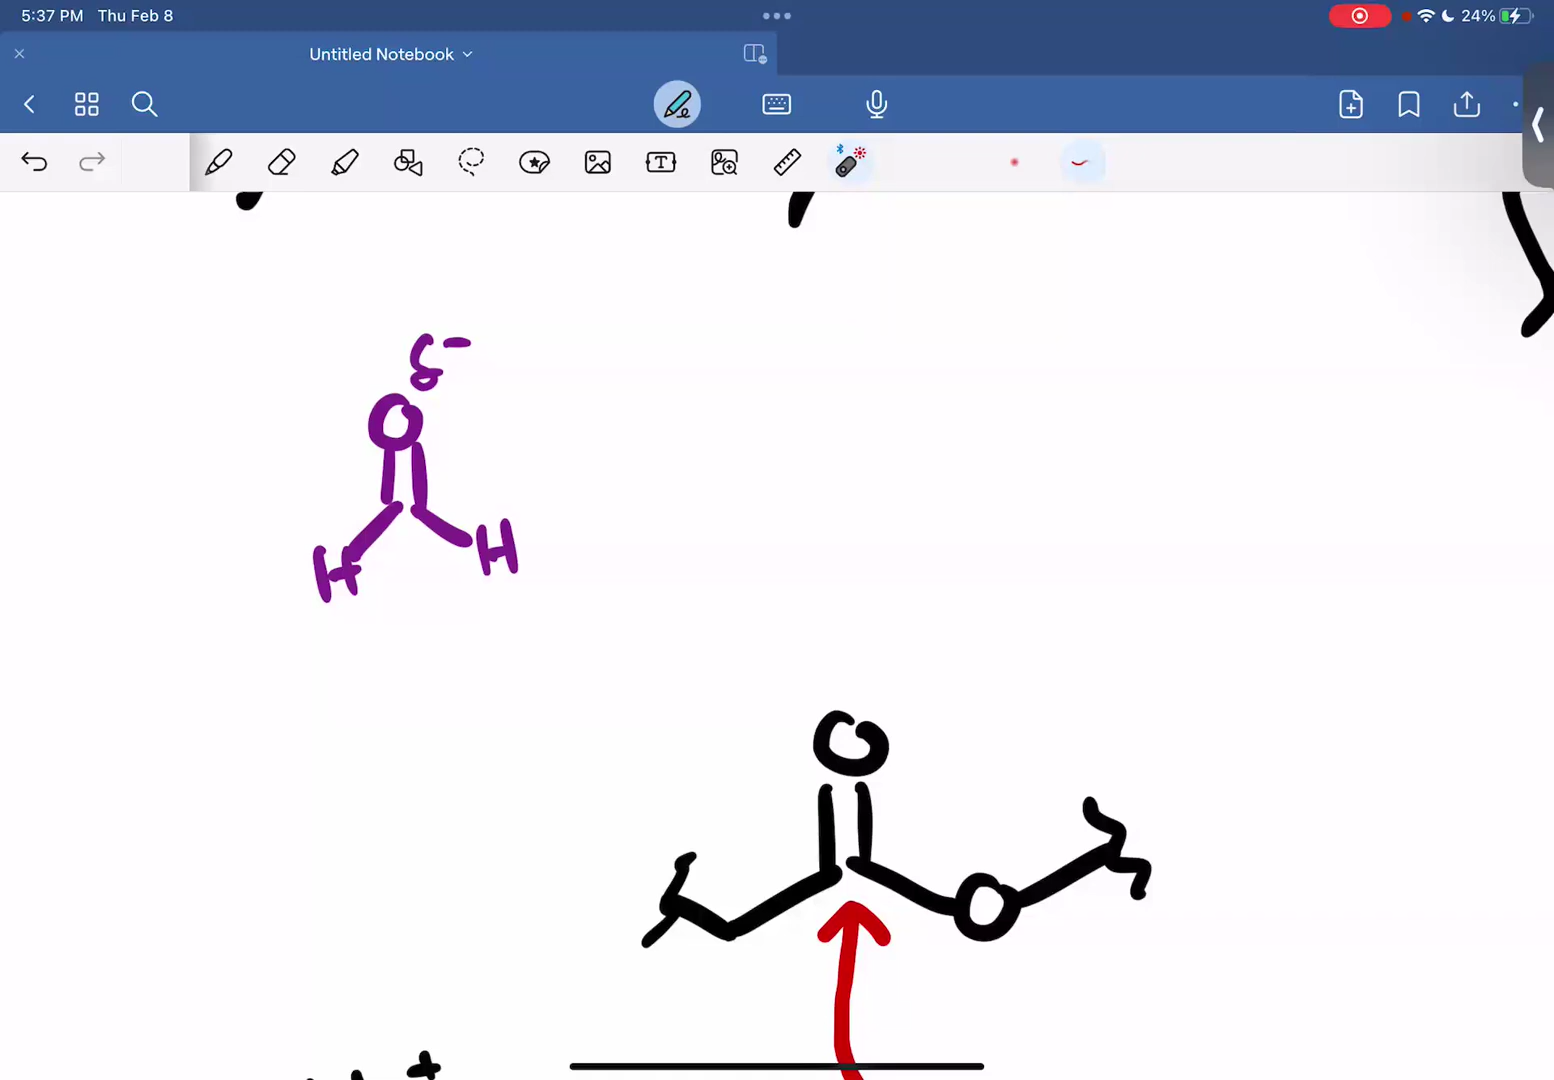 5:37 PM Thu Feb 8
24%
Untitled Notebook
T
δ-
O
H H
O
O
+